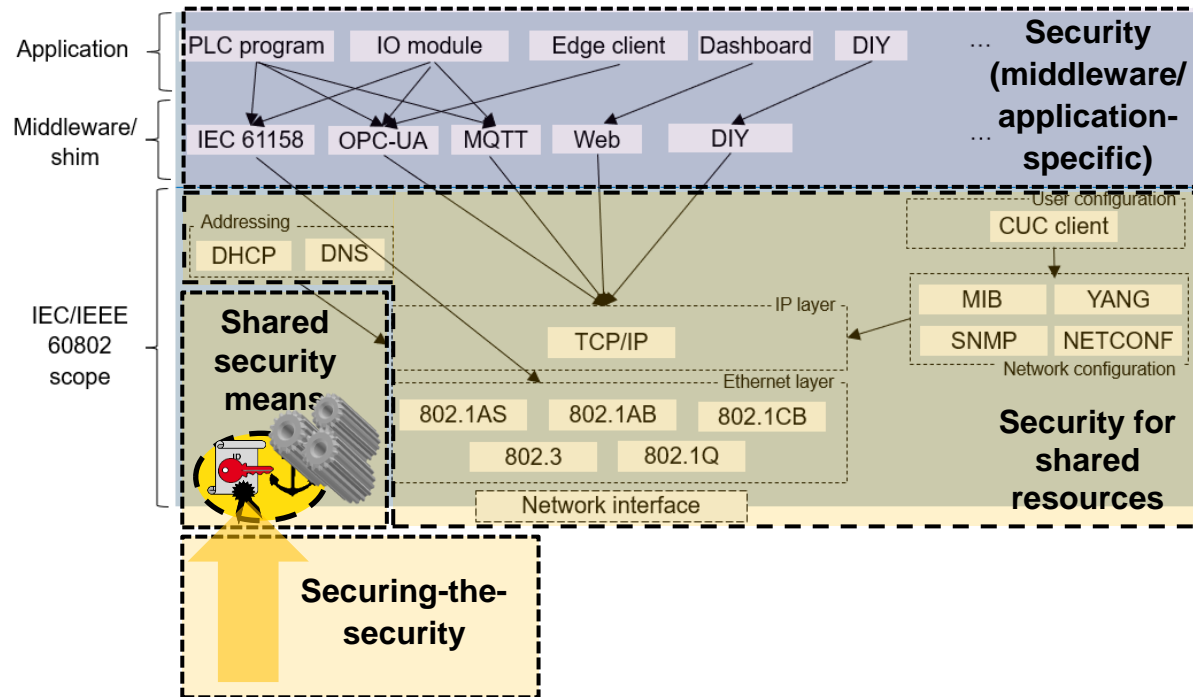 Application
PLC program
IO module
Edge client
Dashboard
DIY
...
Security
(middleware/
application-
specific)
Middleware/
shim
IEC 61158
OPC-UA
MQTT
Web
DIY
...
IEC/IEEE
60802
scope
Addressing
DHCP
DNS
User configuration
CUC client
MIB
YANG
SNMP
NETCONF
Network configuration
IP layer
TCP/IP
Ethernet layer
802.1AS
802.1AB
802.1CB
802.3
802.1Q
Network interface
Shared
security
means
ID
Security for
shared
resources
Securing-the-
security